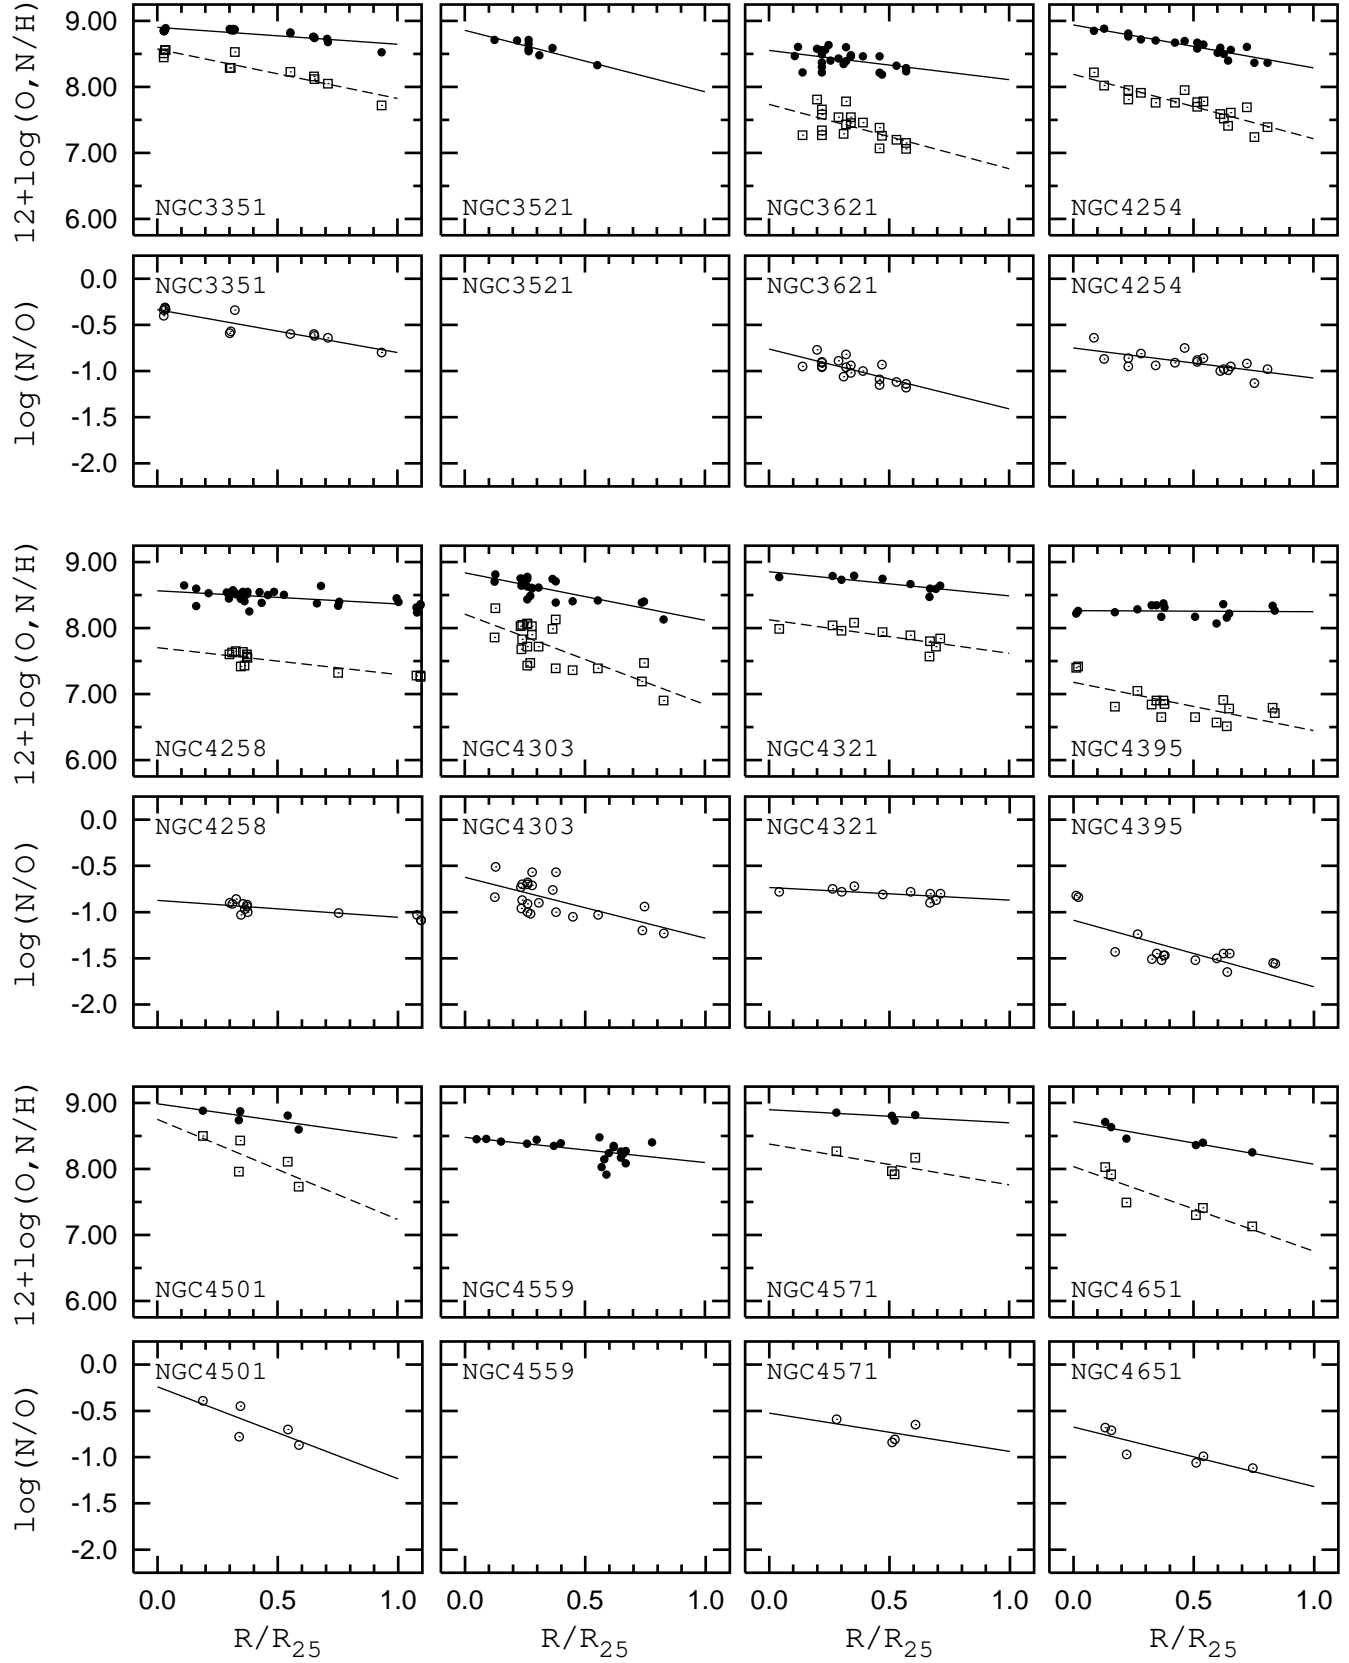 12+log(O,N/H)
9.00
8.00
7.00
6.00
NGC3351
NGC3521
NGC3621
NGC4254
log(N/O)
0.0
-0.5
-1.0
-1.5
-2.0
NGC3351
NGC3521
NGC3621
NGC4254
12+log(O,N/H)
9.00
8.00
7.00
6.00
NGC4258
NGC4303
NGC4321
NGC4395
log(N/O)
0.0
-0.5
-1.0
-1.5
-2.0
NGC4258
NGC4303
NGC4321
NGC4395
12+log(O,N/H)
9.00
8.00
7.00
6.00
NGC4501
NGC4559
NGC4571
NGC4651
log(N/O)
0.0
-0.5
-1.0
-1.5
-2.0
NGC4501
NGC4559
NGC4571
NGC4651
0.0 0.5 1.0 0.0 0.5 1.0 0.0 0.5 1.0 0.0 0.5 1.0
R/R25 R/R25 R/R25 R/R25